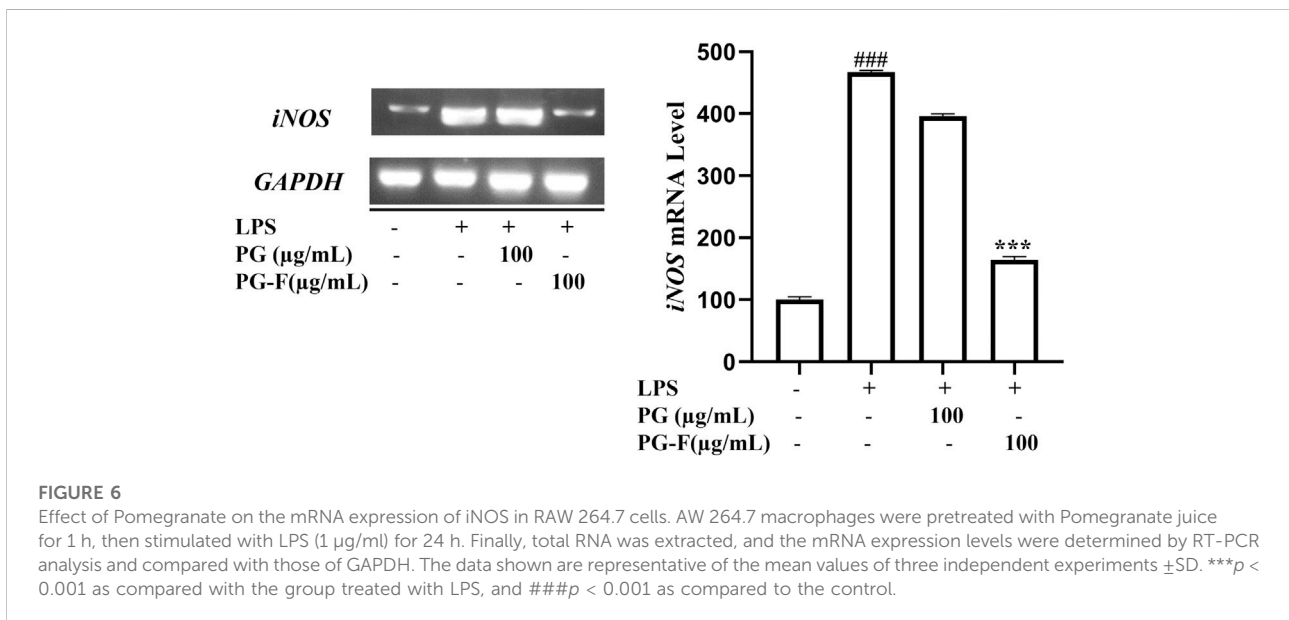 iNOS
GAPDH
LPS - + + +
PG (µg/mL) - - 100 -
PG-F(µg/mL) - - - 100
iNOS mRNA Level
500
400
300
200
100
0
###
***
LPS - + + +
PG (µg/mL) - - 100 -
PG-F(µg/mL) - - - 100
FIGURE 6
Effect of Pomegranate on the mRNA expression of iNOS in RAW 264.7 cells. AW 264.7 macrophages were pretreated with Pomegranate juice
for 1 h, then stimulated with LPS (1 µg/ml) for 24 h. Finally, total RNA was extracted, and the mRNA expression levels were determined by RT-PCR
analysis and compared with those of GAPDH. The data shown are representative of the mean values of three independent experiments ±SD. ***p <
0.001 as compared with the group treated with LPS, and ###p < 0.001 as compared to the control.